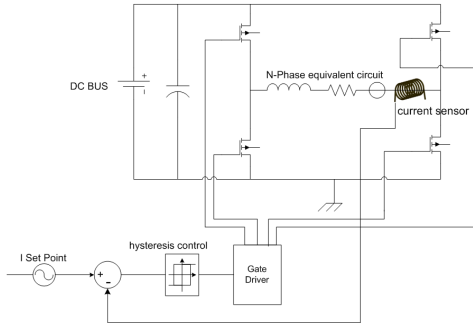 N-Phase equivalent circuit
DC BUS
+
-
current sensor
hysteresis control
I Set Point
+
-
Gate
Driver